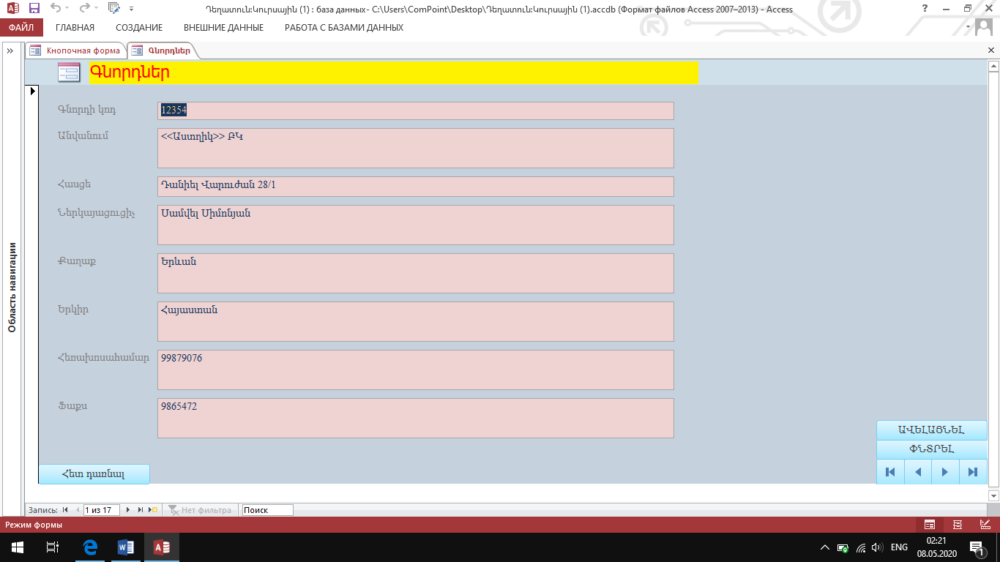 Դեղատուն:Կուրսային (1) : база данных- C:\Users\ComPoint\Desktop\Դեղատուն:Կուրսային (1).accdb (Формат файлов Access 2007–2013) - Access
ФАЙЛ ГЛАВНАЯ СОЗДАНИЕ ВНЕШНИЕ ДАННЫЕ РАБОТА С БАЗАМИ ДАННЫХ
Кнопочная форма Գնորդներ
Գնորդներ
Գնորդի կոդ 12354
Անվանում <<Աստղիկ>> ԲԿ
Հասցե Դանիել Վարուժան 28/1
Ներկայացուցիչ Սամվել Սիմոնյան
Քաղաք Երևան
Երկիր Հայաստան
Հեռախոսահամար 99879076
Ֆաքս 9865472
Область навигации
ԱՎԵԼԱՑՆԵԼ
ՓՆՏՐԵԼ
Հետ դառնալ
Запись: 1 из 17 Нет фильтра Поиск
Режим формы
ENG 02:21
08.05.2020
1